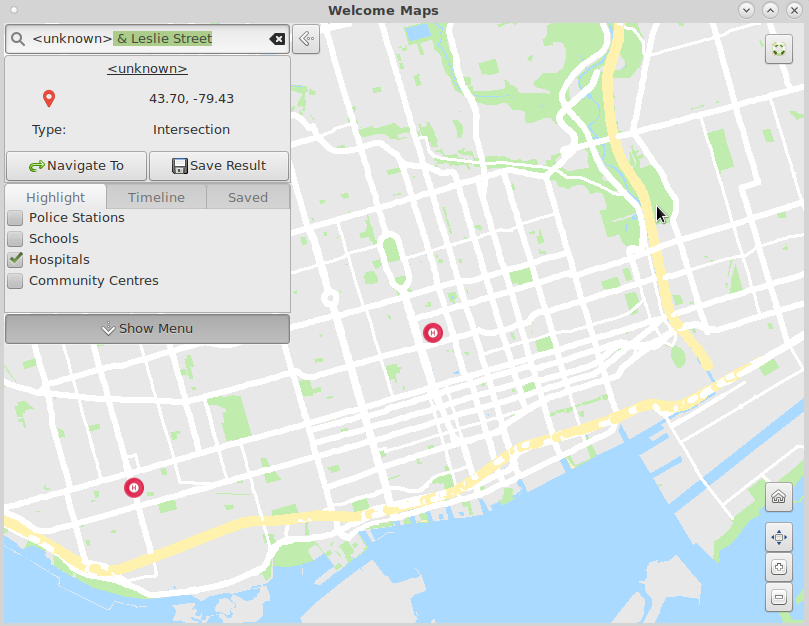 Welcome Maps
<unknown> & Leslie Street
<unknown>
43.70, -79.43
Type: Intersection
Navigate To Save Result
Highlight Timeline Saved
Police Stations
Schools
Hospitals
Community Centres
Show Menu
H
H